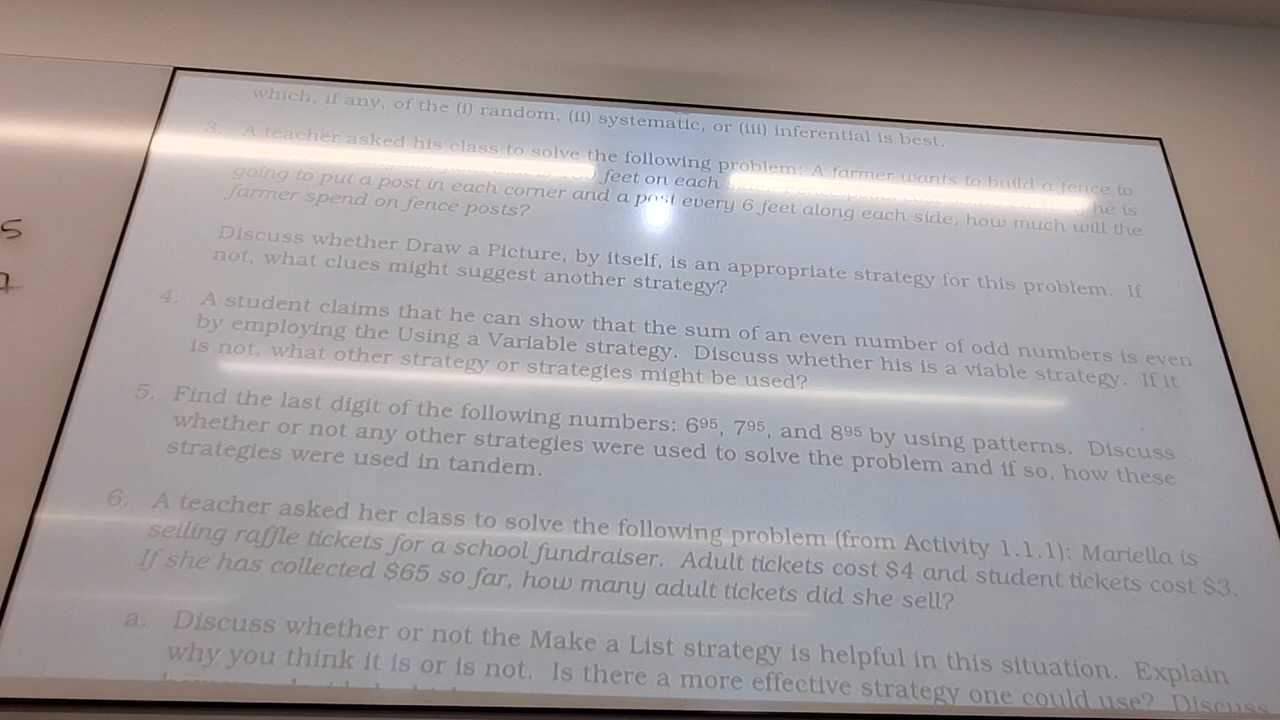 which, if any, of the (i) random, (ii) systematic, or (iii) inferential is best.
3. A teacher asked his class to solve the following problem: A farmer wants to build a fence to
feet on each he is
going to put a post in each corner and a post every 6 feet along each side, how much will the
farmer spend on fence posts?
Discuss whether Draw a Picture, by itself, is an appropriate strategy for this problem. If
not, what clues might suggest another strategy?
4. A student claims that he can show that the sum of an even number of odd numbers is even
by employing the Using a Variable strategy. Discuss whether his is a viable strategy. If it
is not, what other strategy or strategies might be used?
5. Find the last digit of the following numbers: 6⁹⁵, 7⁹⁵, and 8⁹⁵ by using patterns. Discuss
whether or not any other strategies were used to solve the problem and if so, how these
strategies were used in tandem.
6. A teacher asked her class to solve the following problem (from Activity 1.1.1): Mariella is
selling raffle tickets for a school fundraiser. Adult tickets cost $4 and student tickets cost $3.
If she has collected $65 so far, how many adult tickets did she sell?
a. Discuss whether or not the Make a List strategy is helpful in this situation. Explain
why you think it is or is not. Is there a more effective strategy one could use? Discuss